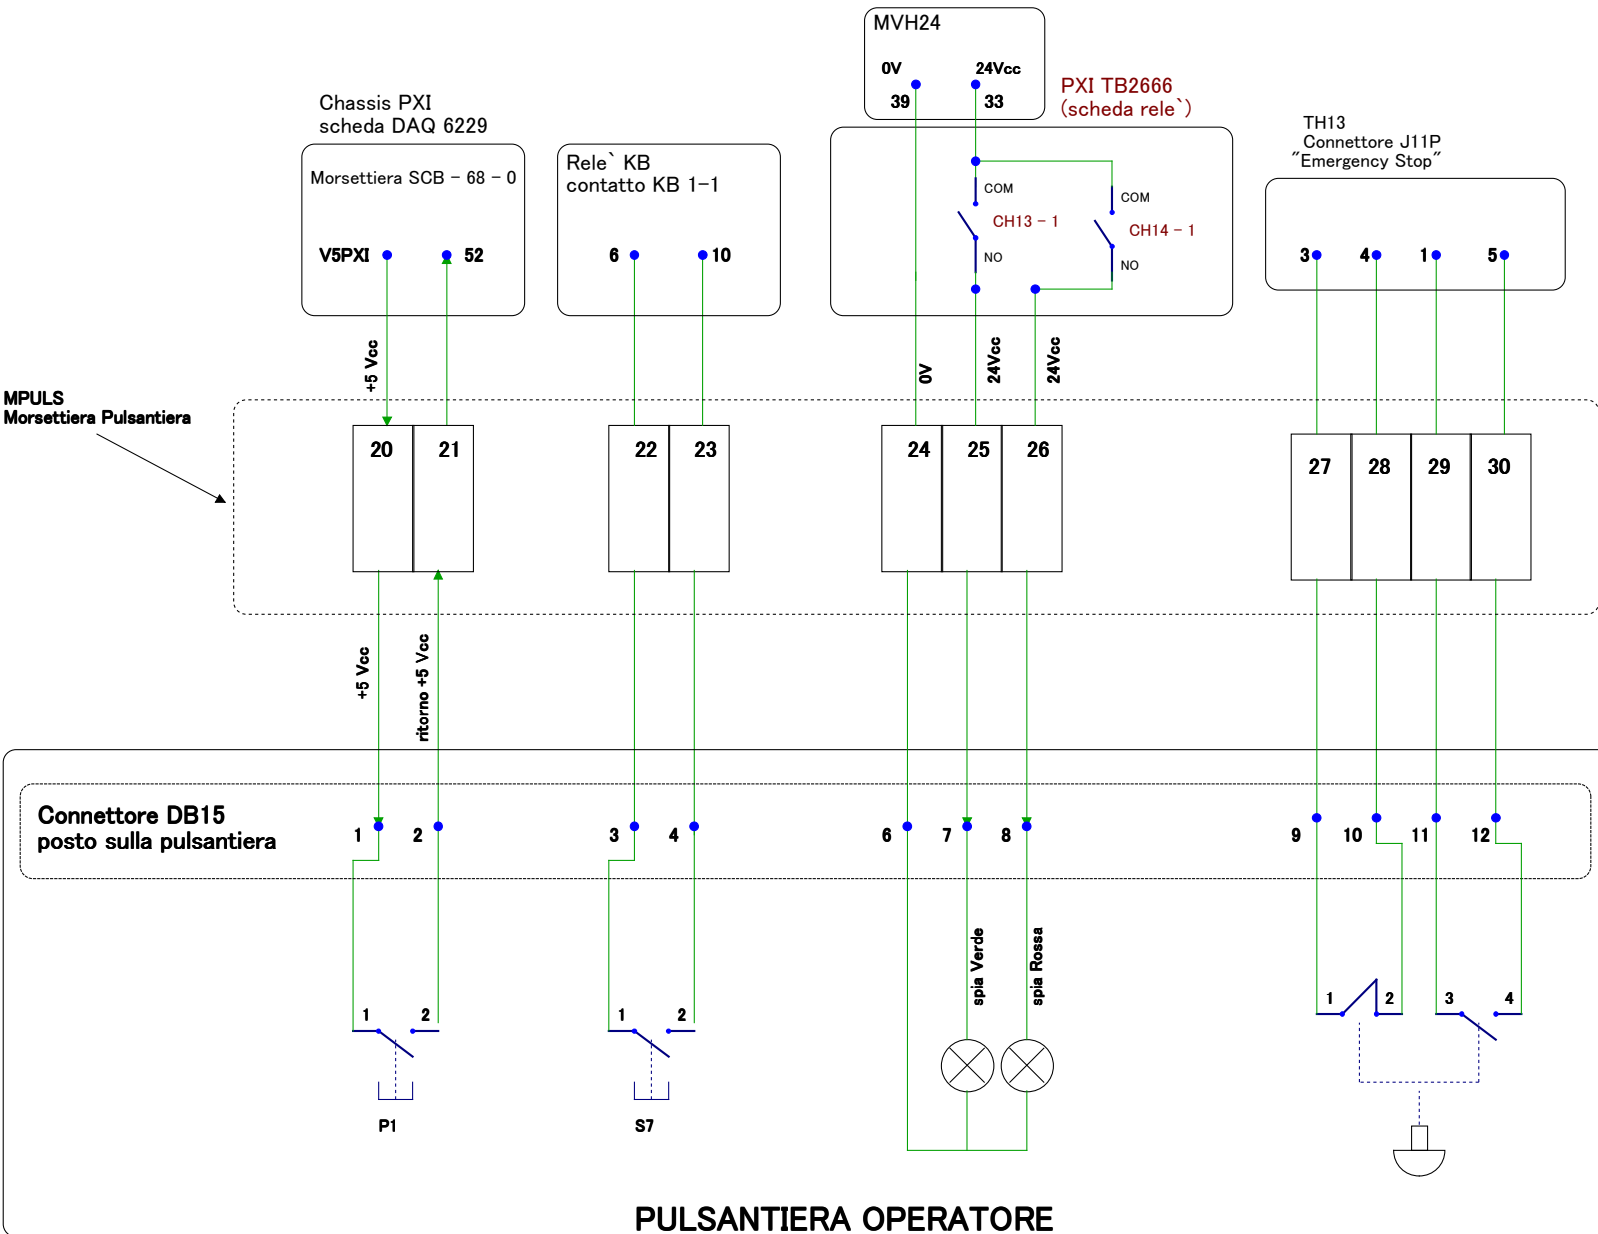 MVH24
0V 24Vcc
39 33
PXI TB2666
(scheda rele`)
Chassis PXI
scheda DAQ 6229
Morsettiera SCB - 68 - 0
V5PXI 52
Rele` KB
contatto KB 1-1
6 10
COM
CH13 - 1
NO
COM
CH14 - 1
NO
TH13
Connettore J11P
"Emergency Stop"
3 4 1 5
+5 Vcc
0V
24Vcc
24Vcc
MPULS
Morsettiera Pulsantiera
20 21 22 23 24 25 26 27 28 29 30
+5 Vcc
ritorno +5 Vcc
Connettore DB15
posto sulla pulsantiera
1 2 3 4 6 7 8 9 10 11 12
spia Verde
spia Rossa
1 2
P1
1 2
S7
1 2 3 4
PULSANTIERA OPERATORE